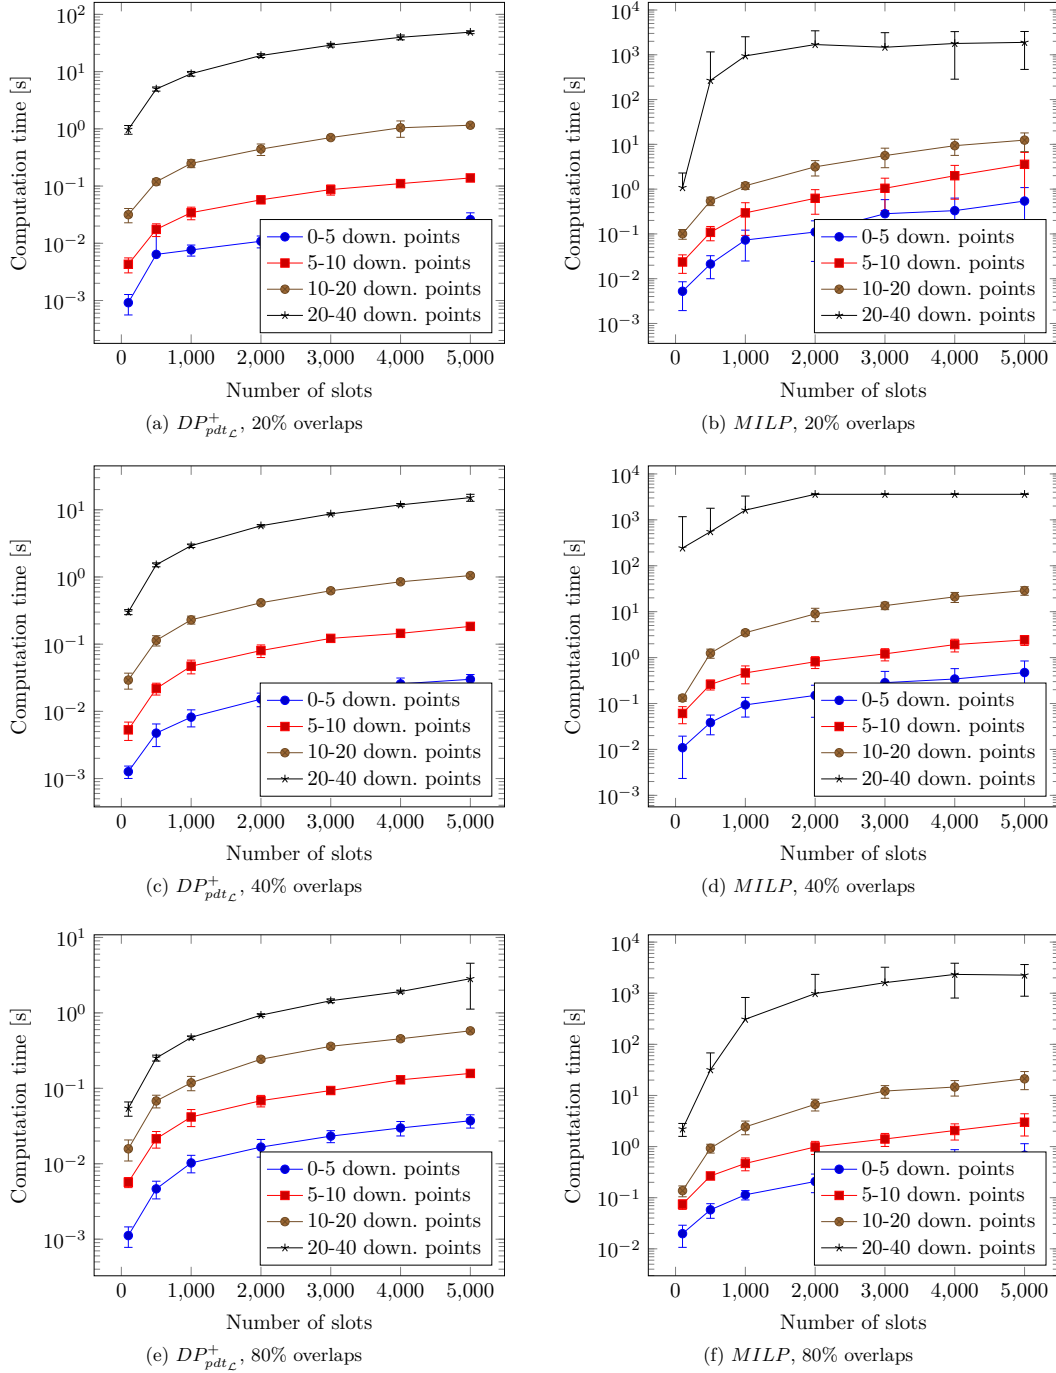 10^2
10^1
10^0
10^{-1}
10^{-2}
10^{-3}
Computation time [s]
0 1,000 2,000 3,000 4,000 5,000
Number of slots
0-5 down. points
5-10 down. points
10-20 down. points
20-40 down. points
(a) DP^+_{pdt_ℒ}, 20% overlaps
10^4
10^3
10^2
10^1
10^0
10^{-1}
10^{-2}
10^{-3}
Computation time [s]
0 1,000 2,000 3,000 4,000 5,000
Number of slots
0-5 down. points
5-10 down. points
10-20 down. points
20-40 down. points
(b) MILP, 20% overlaps
10^1
10^0
10^{-1}
10^{-2}
10^{-3}
Computation time [s]
0 1,000 2,000 3,000 4,000 5,000
Number of slots
0-5 down. points
5-10 down. points
10-20 down. points
20-40 down. points
(c) DP^+_{pdt_ℒ}, 40% overlaps
10^4
10^3
10^2
10^1
10^0
10^{-1}
10^{-2}
10^{-3}
Computation time [s]
0 1,000 2,000 3,000 4,000 5,000
Number of slots
0-5 down. points
5-10 down. points
10-20 down. points
20-40 down. points
(d) MILP, 40% overlaps
10^1
10^0
10^{-1}
10^{-2}
10^{-3}
Computation time [s]
0 1,000 2,000 3,000 4,000 5,000
Number of slots
0-5 down. points
5-10 down. points
10-20 down. points
20-40 down. points
(e) DP^+_{pdt_ℒ}, 80% overlaps
10^4
10^3
10^2
10^1
10^0
10^{-1}
10^{-2}
Computation time [s]
0 1,000 2,000 3,000 4,000 5,000
Number of slots
0-5 down. points
5-10 down. points
10-20 down. points
20-40 down. points
(f) MILP, 80% overlaps